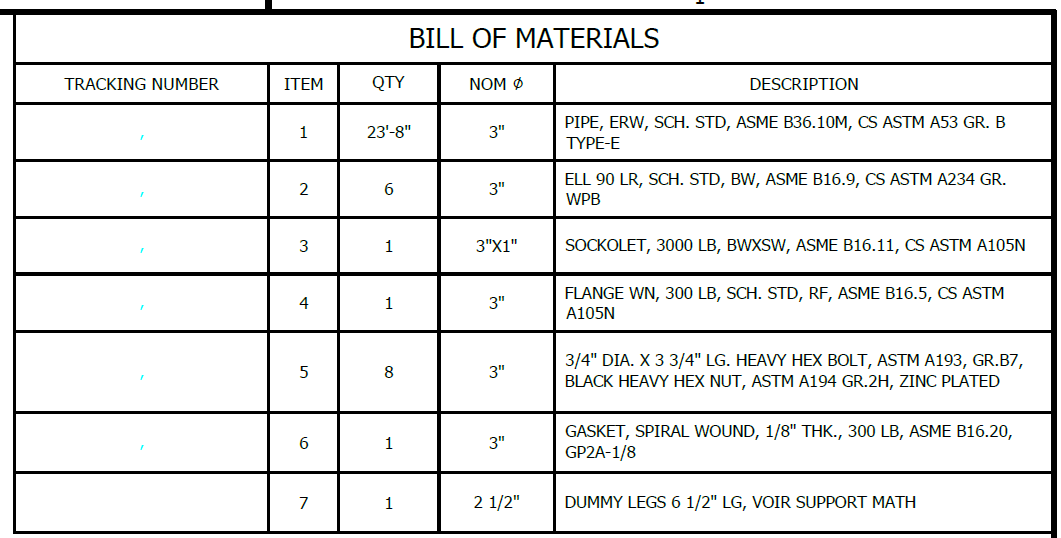 BILL OF MATERIALS
TRACKING NUMBER ITEM QTY NOM ⌀ DESCRIPTION
, 1 23'-8" 3" PIPE, ERW, SCH. STD, ASME B36.10M, CS ASTM A53 GR. B
TYPE-E
, 2 6 3" ELL 90 LR, SCH. STD, BW, ASME B16.9, CS ASTM A234 GR.
WPB
, 3 1 3"X1" SOCKOLET, 3000 LB, BWXSW, ASME B16.11, CS ASTM A105N
, 4 1 3" FLANGE WN, 300 LB, SCH. STD, RF, ASME B16.5, CS ASTM
A105N
, 5 8 3" 3/4" DIA. X 3 3/4" LG. HEAVY HEX BOLT, ASTM A193, GR.B7,
BLACK HEAVY HEX NUT, ASTM A194 GR.2H, ZINC PLATED
, 6 1 3" GASKET, SPIRAL WOUND, 1/8" THK., 300 LB, ASME B16.20,
GP2A-1/8
7 1 2 1/2" DUMMY LEGS 6 1/2" LG, VOIR SUPPORT MATH